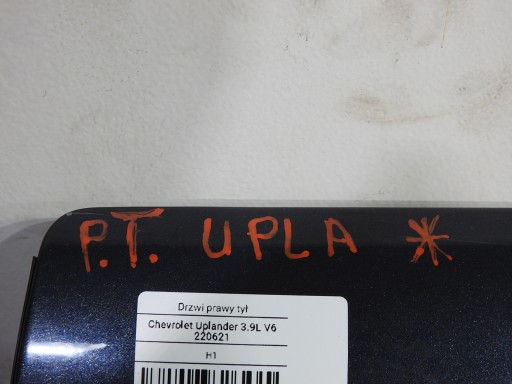 P.T. UPLA *
Drzwi prawy tył
Chevrolet Uplander 3.9L V6
220621
H1